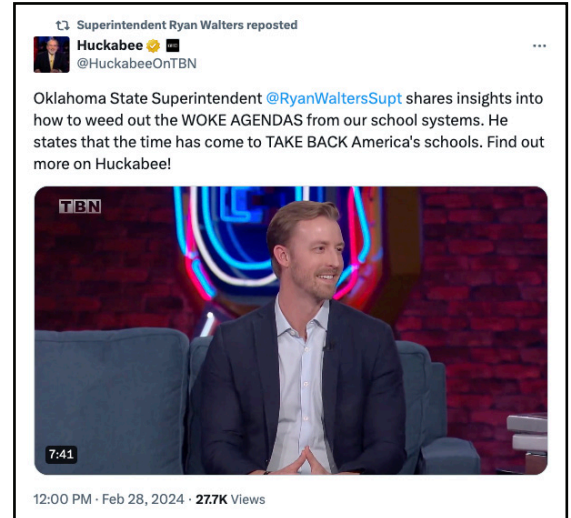 Superintendent Ryan Walters reposted
Huckabee
@HuckabeeOnTBN
Oklahoma State Superintendent @RyanWaltersSupt shares insights into
how to weed out the WOKE AGENDAS from our school systems. He
states that the time has come to TAKE BACK America's schools. Find out
more on Huckabee!
TBN
7:41
12:00 PM · Feb 28, 2024 · 27.7K Views